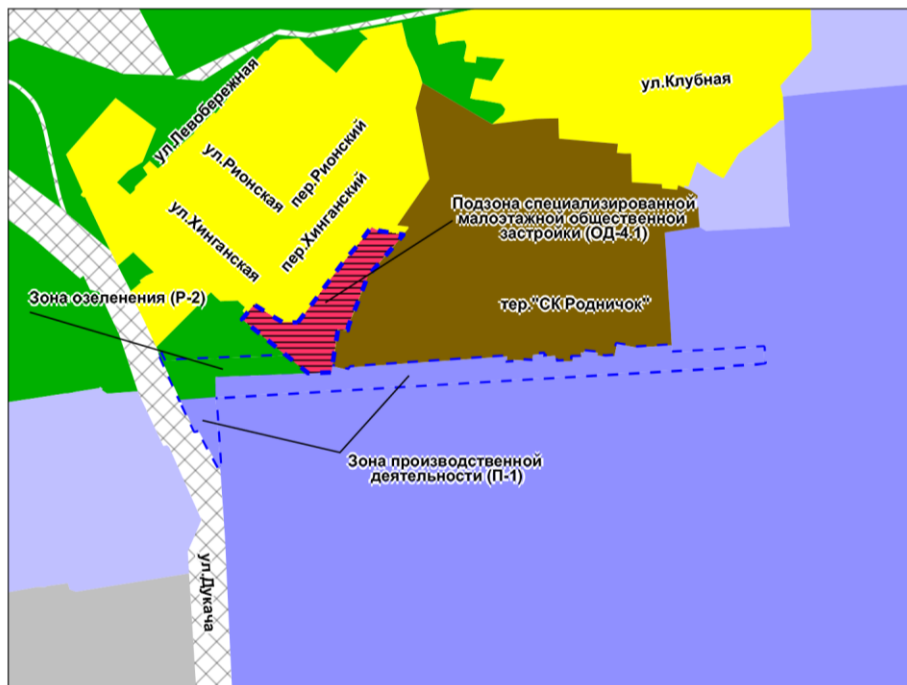 ул.Клубная
ул.Левобережная
ул.Рионская
пер.Рионский
ул.Хинганская
пер.Хинганский
Подзона специализированной
малоэтажной общественной
застройки (ОД-4.1)
Зона озеленения (Р-2)
тер."СК Родничок"
Зона производственной
деятельности (П-1)
ул.Дукача